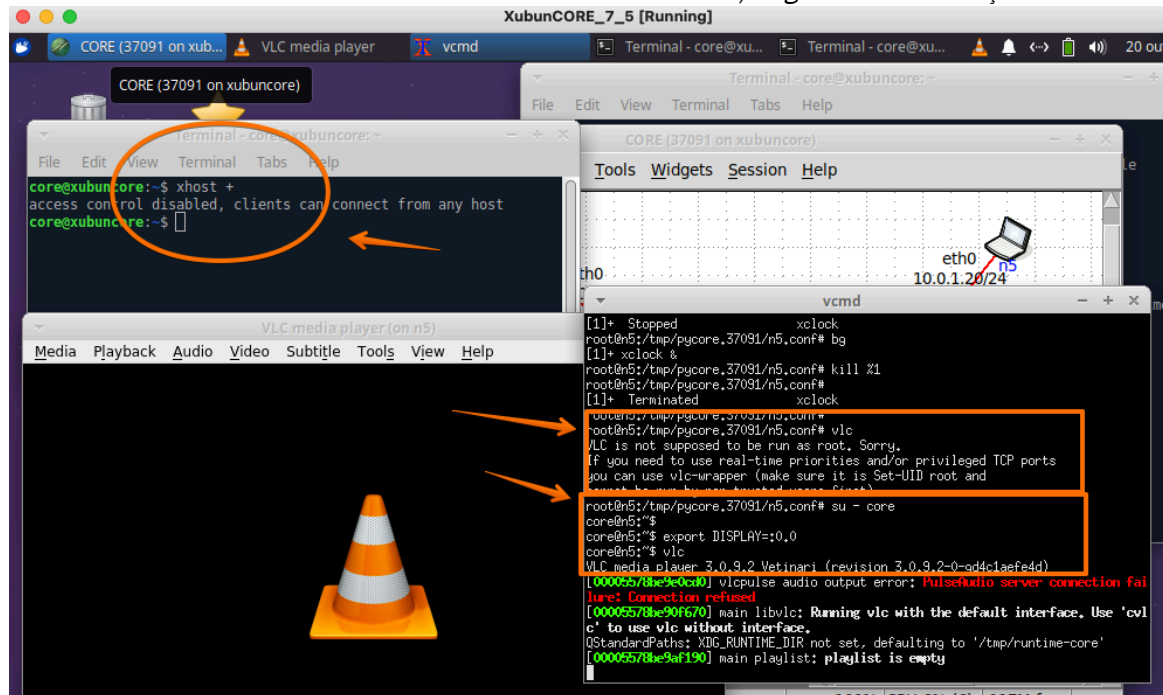 XubunCORE_7_5 [Running]
CORE (37091 on xub... VLC media player vcmd Terminal - core@xu... Terminal - core@xu... 20 ou
CORE (37091 on xubuncore)
Terminal - core@xubuncore: ~
File Edit View Terminal Tabs Help
Terminal - core@xubuncore: ~
File Edit View Terminal Tabs Help
core@xubuncore:~$ xhost +
access control disabled, clients can connect from any host
core@xubuncore:~$
CORE (37091 on xubuncore)
Tools Widgets Session Help
eth0
n5
10.0.1.20/24
th0
VLC media player (on n5)
Media Playback Audio Video Subtitle Tools View Help
vcmd
[1]+ Stopped xclock
root@n5:/tmp/pycore.37091/n5.conf# bg
[1]+ xclock &
root@n5:/tmp/pycore.37091/n5.conf# kill %1
root@n5:/tmp/pycore.37091/n5.conf#
[1]+ Terminated xclock
root@n5:/tmp/pycore.37091/n5.conf#
root@n5:/tmp/pycore.37091/n5.conf# vlc
VLC is not supposed to be run as root. Sorry.
If you need to use real-time priorities and/or privileged TCP ports
you can use vlc-wrapper (make sure it is Set-UID root and
root@n5:/tmp/pycore.37091/n5.conf# su - core
core@n5:~$
core@n5:~$ export DISPLAY=:0.0
core@n5:~$ vlc
VLC media player 3.0.9.2 Vetinari (revision 3.0.9.2-0-gd4c1aefe4d)
[00005578be9e0cd0] vlcpulse audio output error: PulseAudio server connection fai
lure: Connection refused
[00005578be90f670] main libvlc: Running vlc with the default interface. Use 'cvl
c' to use vlc without interface.
QStandardPaths: XDG_RUNTIME_DIR not set, defaulting to '/tmp/runtime-core'
[00005578be9af190] main playlist: playlist is empty